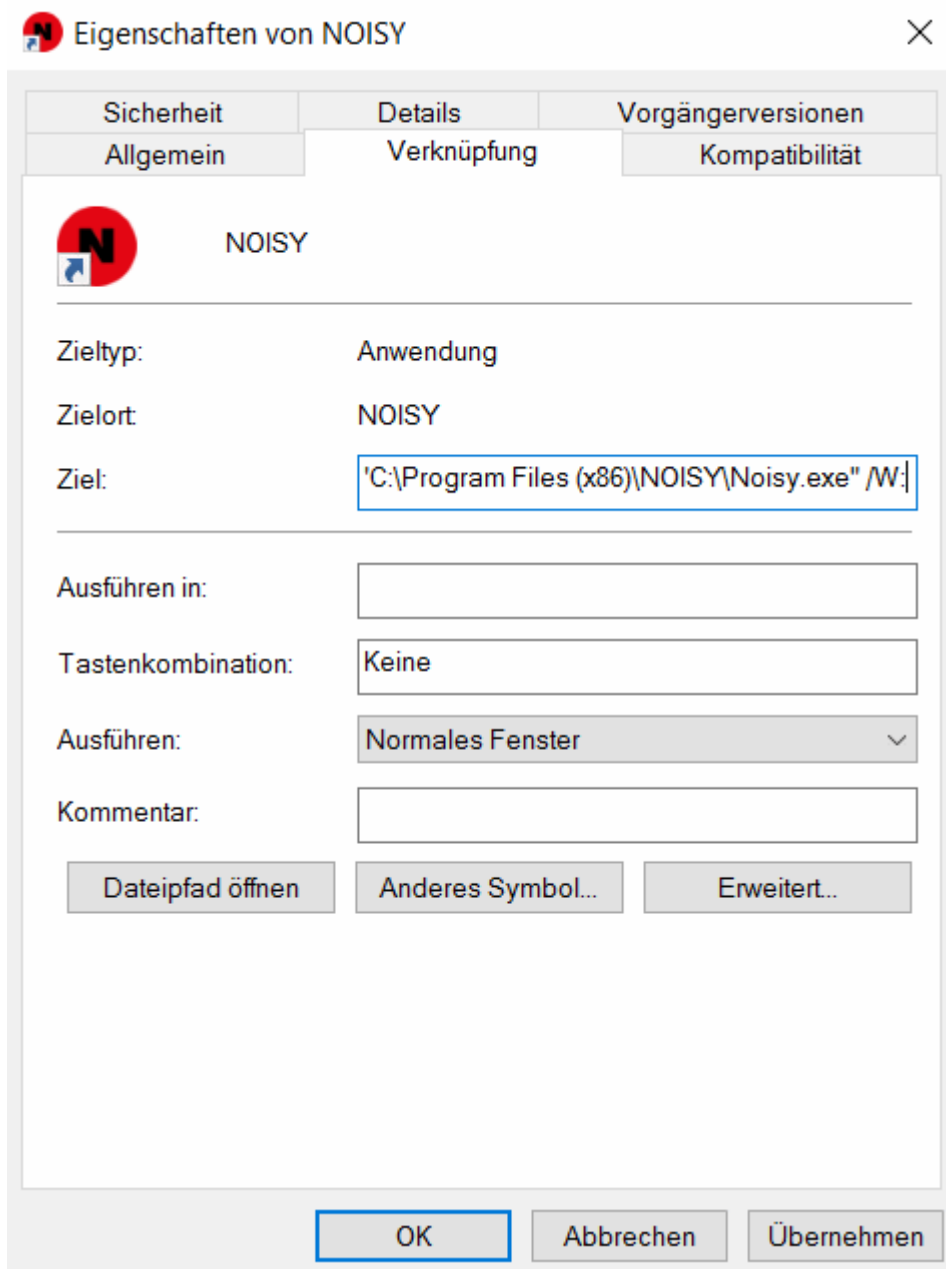 N Eigenschaften von NOISY
Sicherheit Details Vorgängerversionen
Allgemein Verknüpfung Kompatibilität
N NOISY
Zieltyp: Anwendung
Zielort: NOISY
Ziel: 'C:\Program Files (x86)\NOISY\Noisy.exe" /W:
Ausführen in:
Tastenkombination: Keine
Ausführen: Normales Fenster
Kommentar:
Dateipfad öffnen Anderes Symbol... Erweitert...
OK Abbrechen Übernehmen